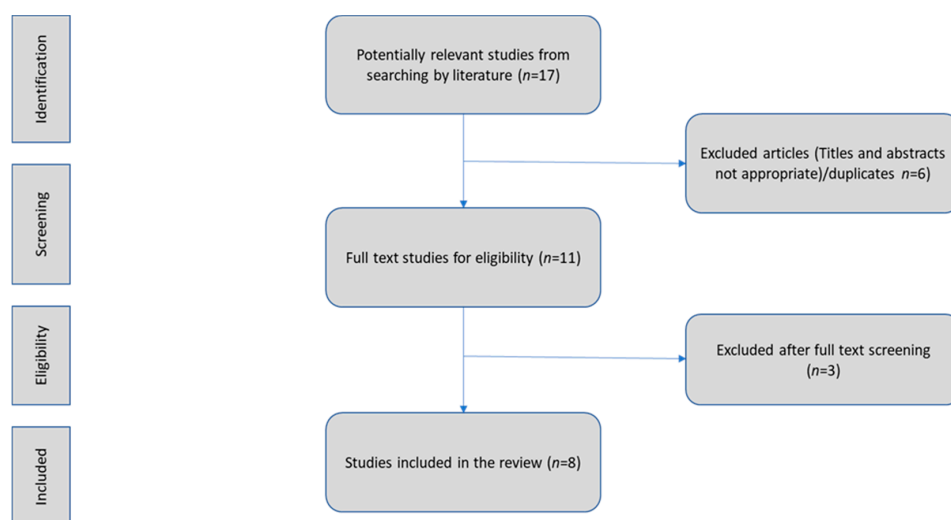 Identification
Potentially relevant studies from
searching by literature (n=17)
Excluded articles (Titles and abstracts
not appropriate)/duplicates n=6)
Screening
Full text studies for eligibility (n=11)
Eligibility
Excluded after full text screening
(n=3)
Included
Studies included in the review (n=8)